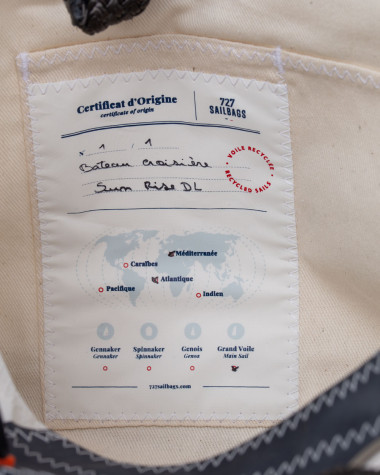 Certificat d'Origine
certificate of origin
727
SAILBAGS
N° 1 / 1
Bateau croisière
Sun Rise DL
• VOILE RECYCLÉE •
RECYCLED SAILS
Méditerranée
Caraïbes
Atlantique
Pacifique
Indien
Gennaker
Gennaker
Spinnaker
Spinnaker
Genois
Genoa
Grand Voile
Main Sail
727sailbags.com